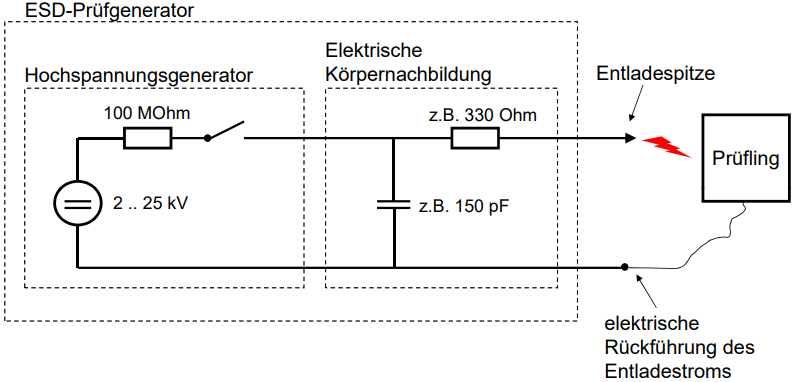 ESD-Prüfgenerator
Elektrische
Körpernachbildung
Hochspannungsgenerator
Entladespitze
100 MOhm
z.B. 330 Ohm
Prüfling
2 .. 25 kV
z.B. 150 pF
elektrische
Rückführung des
Entladestroms